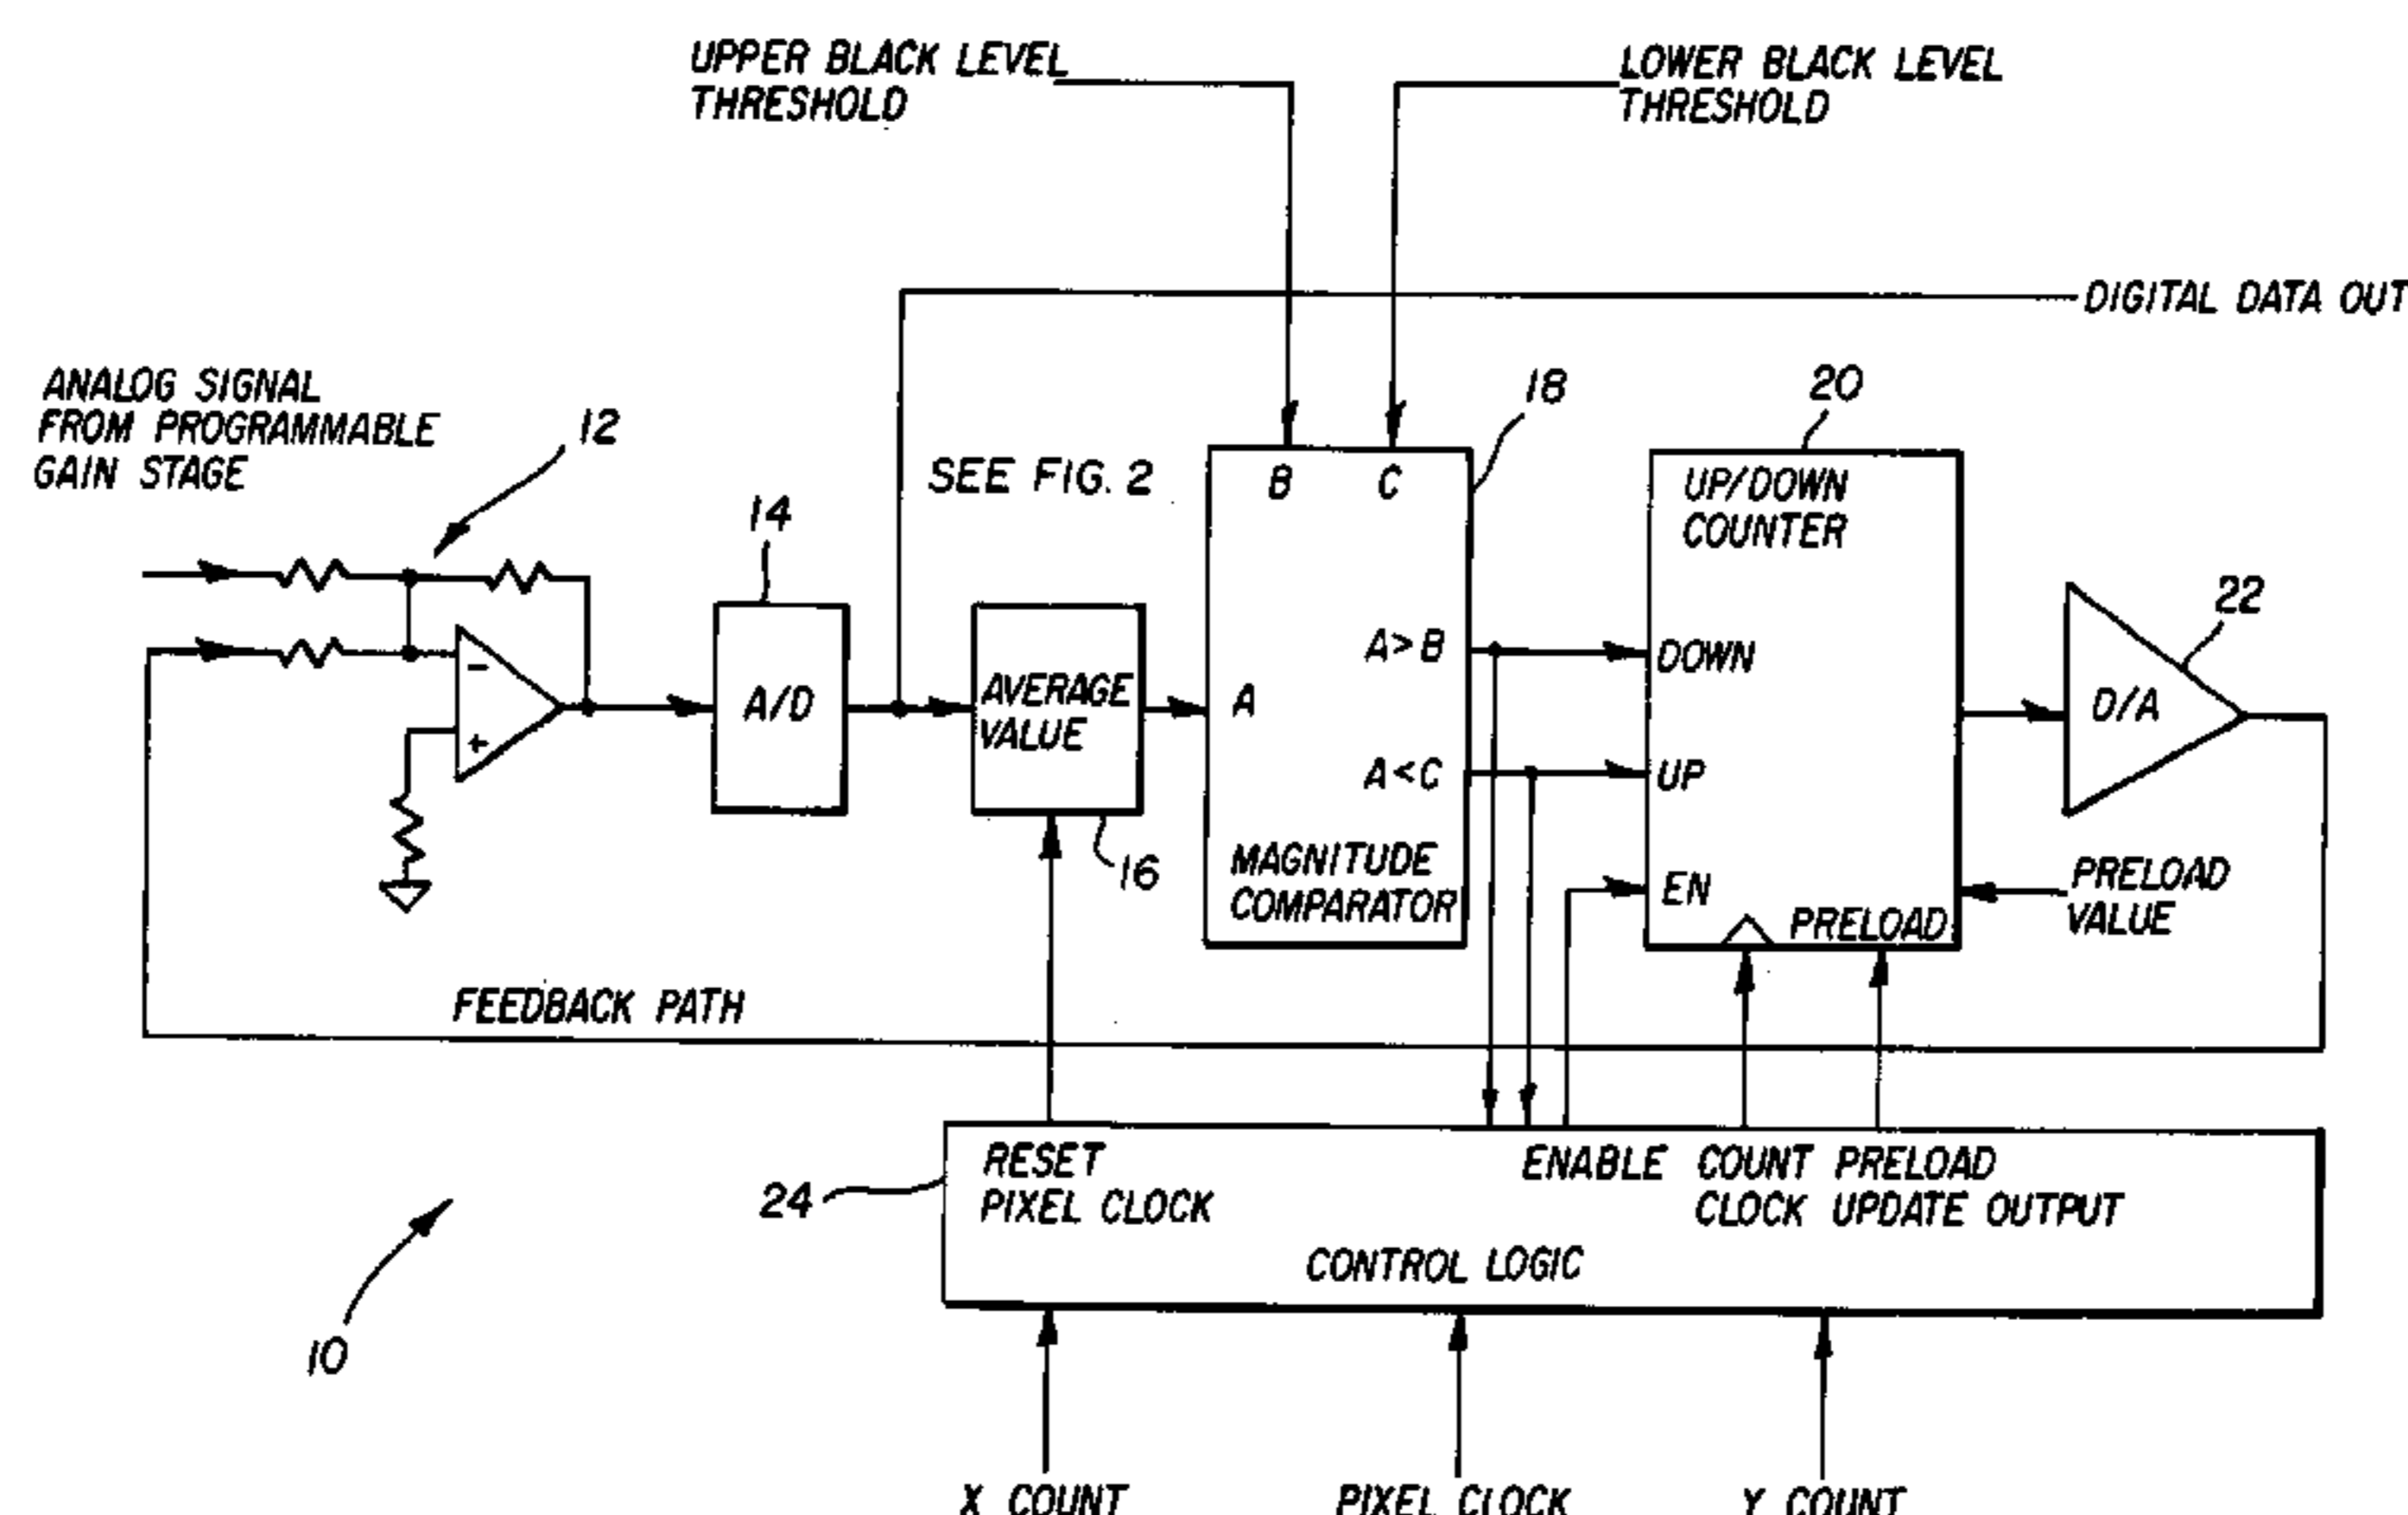 UPPER BLACK LEVEL
THRESHOLD
LOWER BLACK LEVEL
THRESHOLD
DIGITAL DATA OUT
ANALOG SIGNAL
FROM PROGRAMMABLE
GAIN STAGE
12
14
SEE FIG. 2
18
20
22
B
C
UP/DOWN
COUNTER
-
+
A/D
AVERAGE
VALUE
16
A
A>B
A<C
MAGNITUDE
COMPARATOR
DOWN
UP
EN
PRELOAD
D/A
PRELOAD
VALUE
FEEDBACK PATH
RESET
PIXEL CLOCK
ENABLE COUNT PRELOAD
CLOCK UPDATE OUTPUT
24
CONTROL LOGIC
10
X COUNT
PIXEL CLOCK
Y COUNT